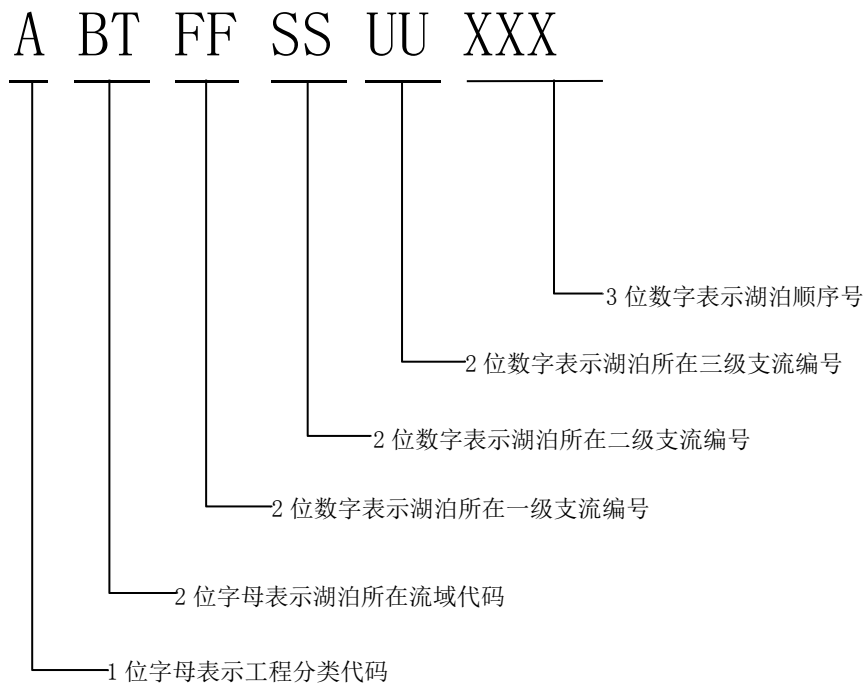 A BT FF SS UU XXX
3 位数字表示湖泊顺序号
2 位数字表示湖泊所在三级支流编号
2 位数字表示湖泊所在二级支流编号
2 位数字表示湖泊所在一级支流编号
2 位字母表示湖泊所在流域代码
1 位字母表示工程分类代码